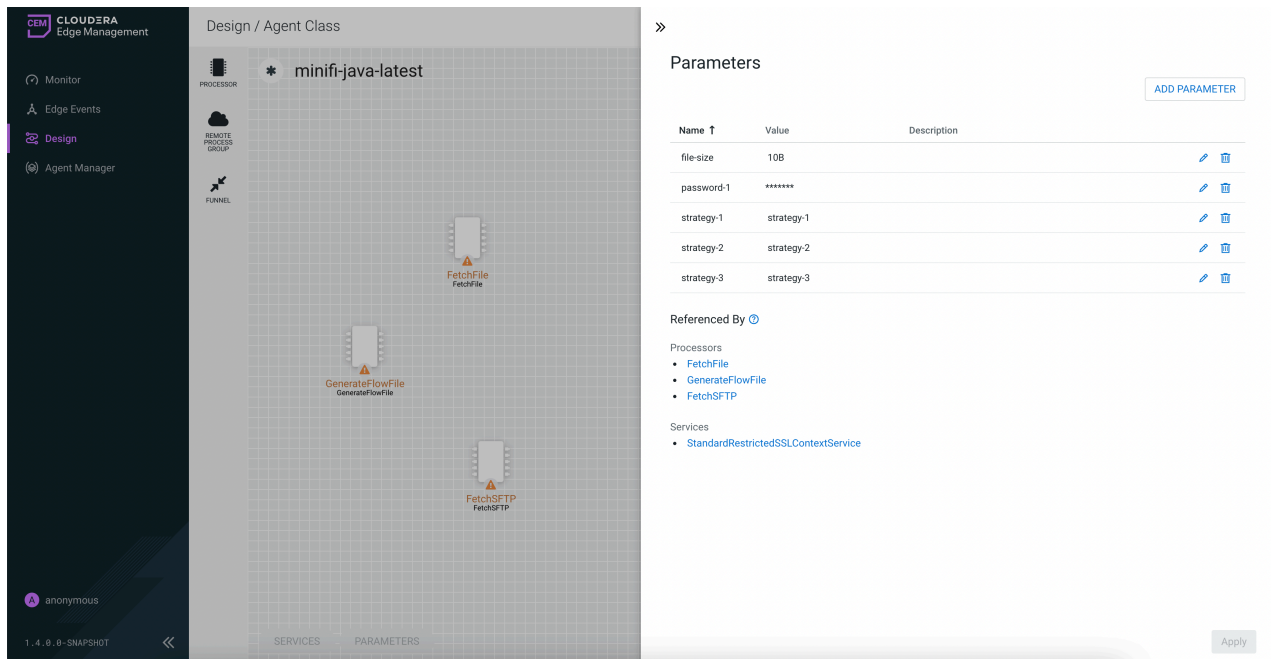 CEM
CLOUDERA
Edge Management
Monitor
Edge Events
Design
Agent Manager
A anonymous
1.4.0.0-SNAPSHOT
Design / Agent Class
PROCESSOR
REMOTE
PROCESS
GROUP
FUNNEL
minifi-java-latest
FetchFile
FetchFile
GenerateFlowFile
GenerateFlowFile
FetchSFTP
FetchSFTP
SERVICES PARAMETERS
Parameters
ADD PARAMETER
Name ↑ Value Description
file-size 10B
password-1 *******
strategy-1 strategy-1
strategy-2 strategy-2
strategy-3 strategy-3
Referenced By ?
Processors
• FetchFile
• GenerateFlowFile
• FetchSFTP
Services
• StandardRestrictedSSLContextService
Apply